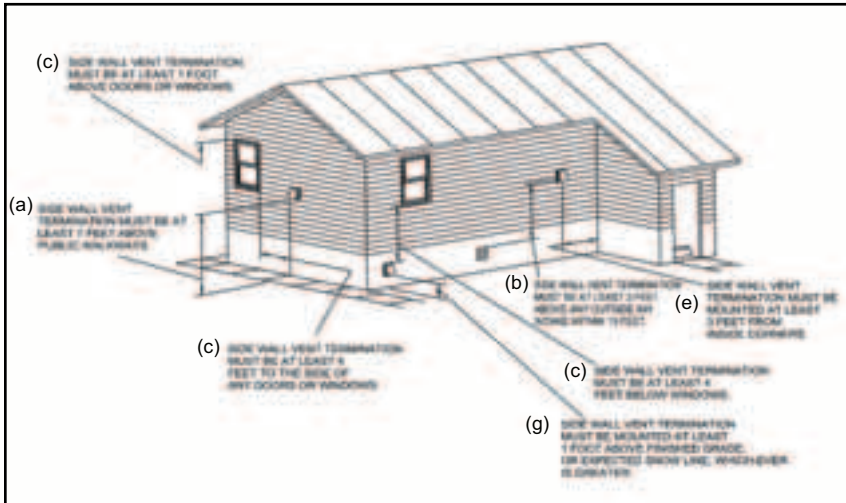 (c) SIDE WALL VENT TERMINATION
MUST BE AT LEAST 1 FOOT
ABOVE DOORS OR WINDOWS
(a) SIDE WALL VENT
TERMINATION MUST BE AT
LEAST 7 FEET ABOVE
PUBLIC WALKWAYS
(b) SIDE WALL VENT TERMINATION
MUST BE AT LEAST 3 FEET
ABOVE ANY OUTSIDE AIR
INTAKE WITHIN 10 FEET
(e) SIDE WALL VENT
TERMINATION MUST BE
MOUNTED AT LEAST
3 FEET FROM
INSIDE CORNERS
(c) SIDE WALL VENT TERMINATION
MUST BE AT LEAST 4
FEET TO THE SIDE OF
ANY DOORS OR WINDOWS
(c) SIDE WALL VENT TERMINATION
MUST BE AT LEAST 4
FEET BELOW WINDOWS
(g) SIDE WALL VENT TERMINATION
MUST BE MOUNTED AT LEAST
1 FOOT ABOVE FINISHED GRADE,
OR EXPECTED SNOW LINE, WHICHEVER
IS GREATER